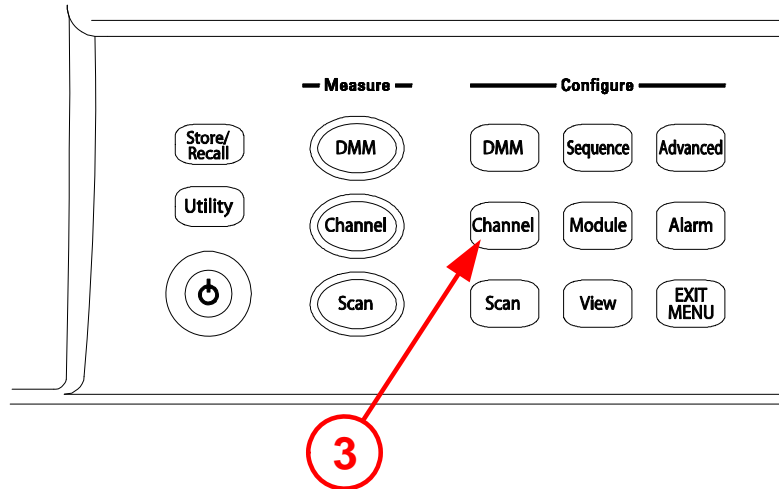 Measure
Configure
Store/
Recall
DMM
DMM
Sequence
Advanced
Utility
Channel
Channel
Module
Alarm
Scan
Scan
View
EXIT
MENU
3